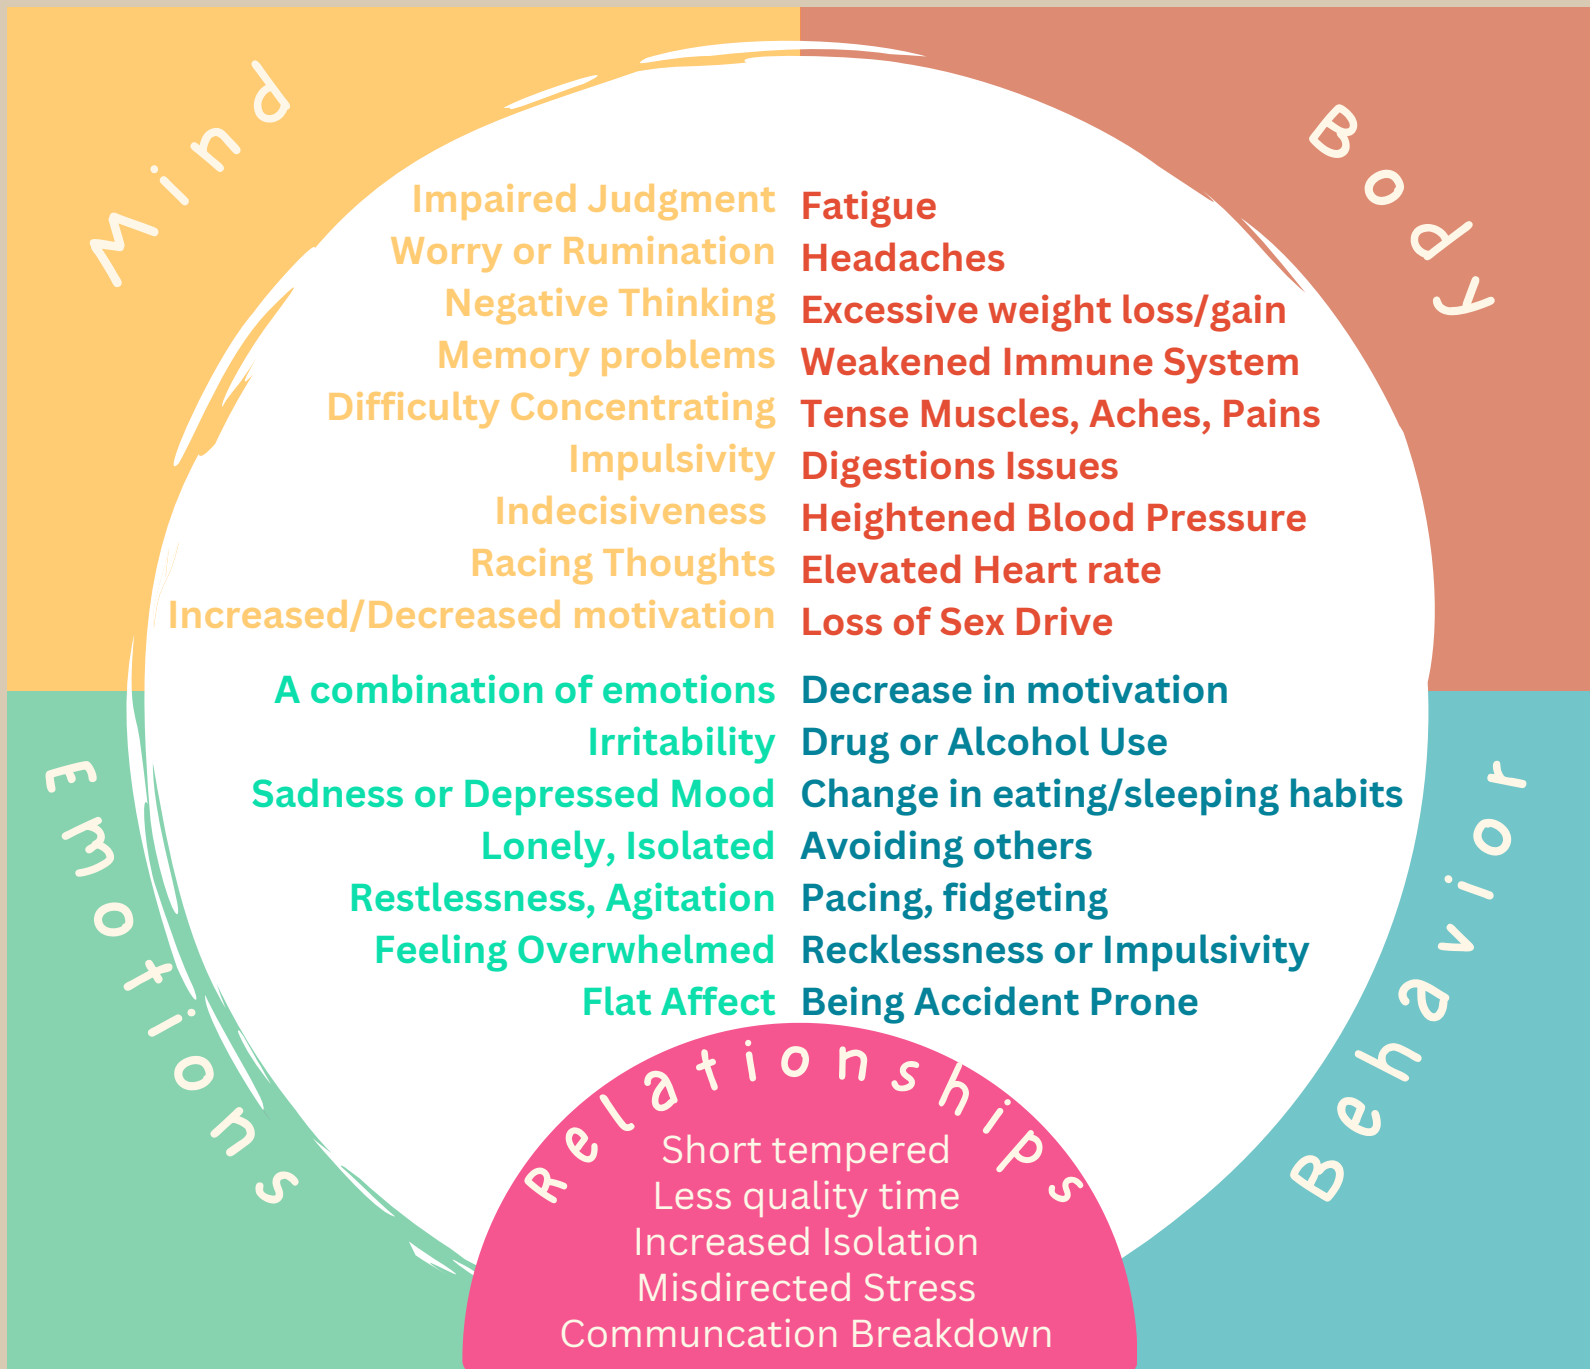 Mind
Impaired Judgment
Worry or Rumination
Negative Thinking
Memory problems
Difficulty Concentrating
Impulsivity
Indecisiveness
Racing Thoughts
Increased/Decreased motivation
Body
Fatigue
Headaches
Excessive weight loss/gain
Weakened Immune System
Tense Muscles, Aches, Pains
Digestions Issues
Heightened Blood Pressure
Elevated Heart rate
Loss of Sex Drive
Emotions
A combination of emotions
Irritability
Sadness or Depressed Mood
Lonely, Isolated
Restlessness, Agitation
Feeling Overwhelmed
Flat Affect
Behavior
Decrease in motivation
Drug or Alcohol Use
Change in eating/sleeping habits
Avoiding others
Pacing, fidgeting
Recklessness or Impulsivity
Being Accident Prone
Relationships
Short tempered
Less quality time
Increased Isolation
Misdirected Stress
Communcation Breakdown